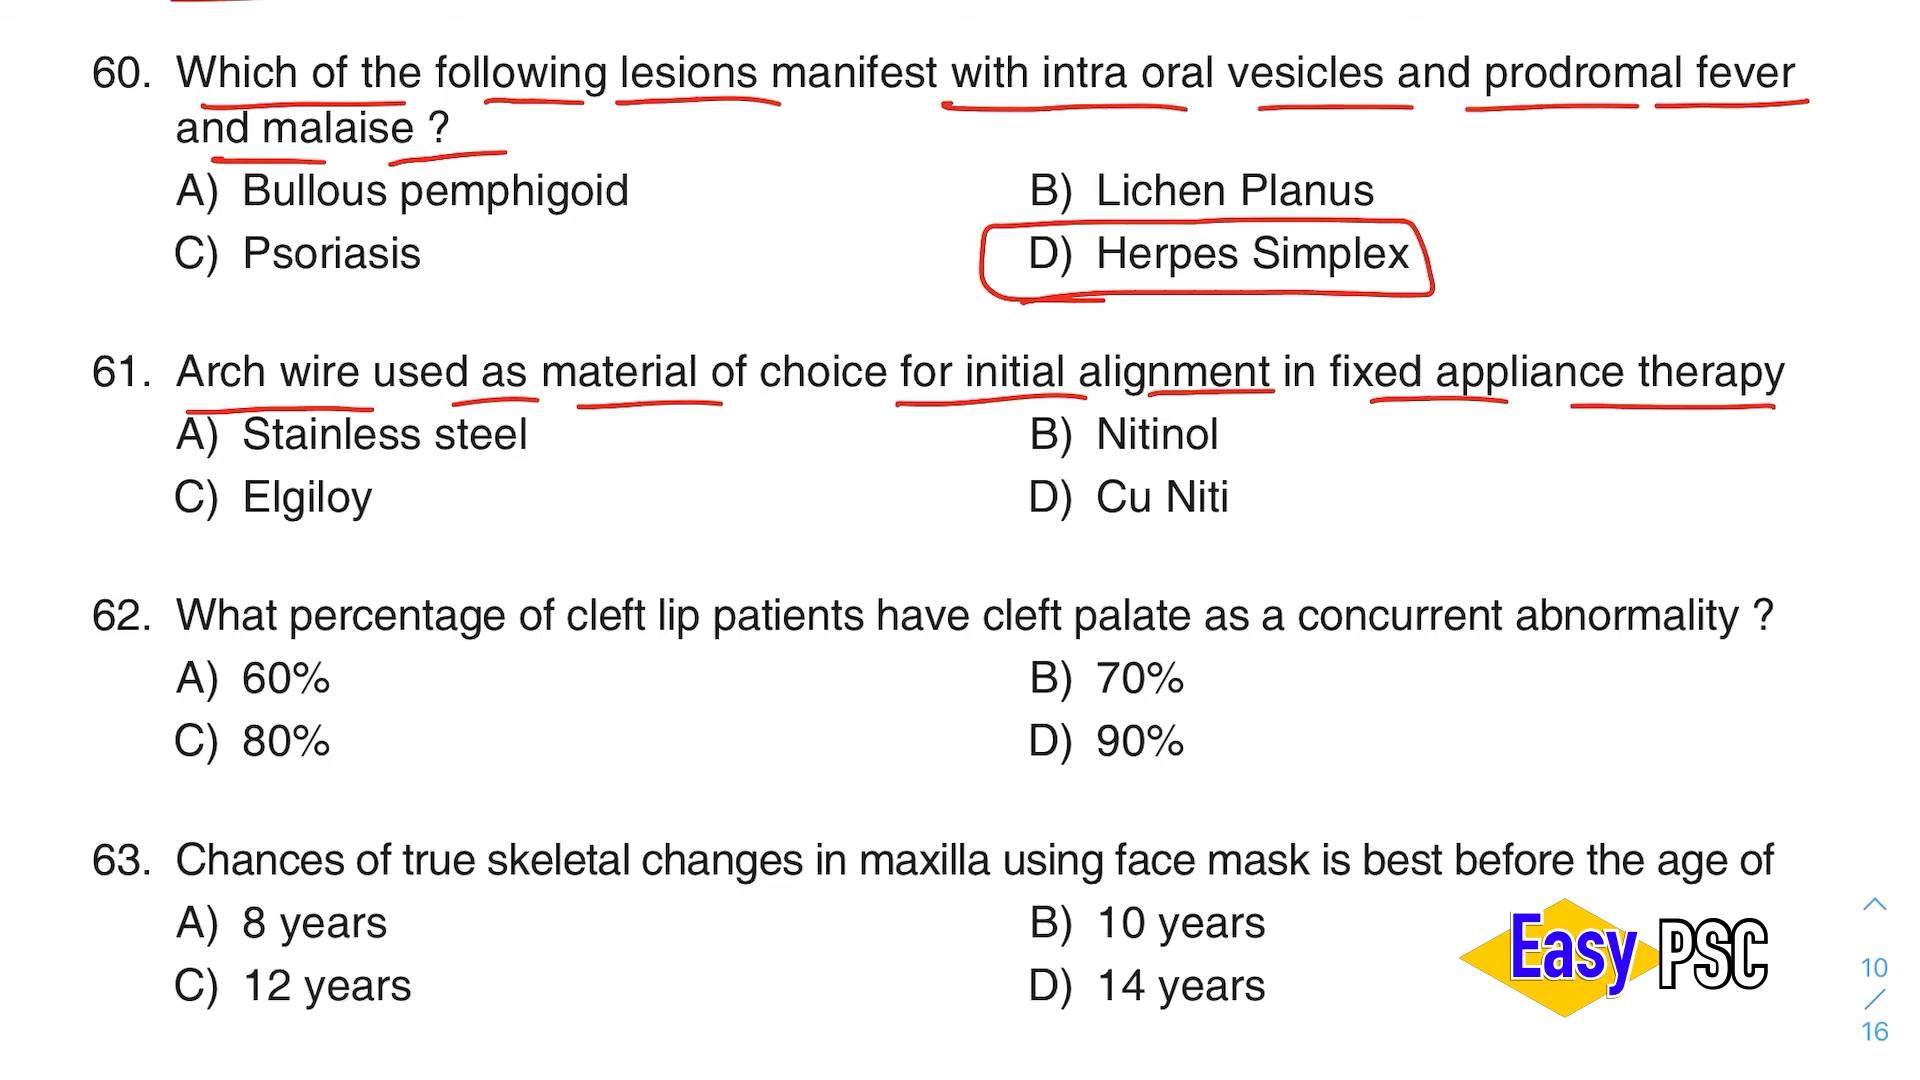 60. Which of the following lesions manifest with intra oral vesicles and prodromal fever
and malaise ?
A) Bullous pemphigoid B) Lichen Planus
C) Psoriasis D) Herpes Simplex
61. Arch wire used as material of choice for initial alignment in fixed appliance therapy
A) Stainless steel B) Nitinol
C) Elgiloy D) Cu Niti
62. What percentage of cleft lip patients have cleft palate as a concurrent abnormality ?
A) 60% B) 70%
C) 80% D) 90%
63. Chances of true skeletal changes in maxilla using face mask is best before the age of
A) 8 years B) 10 years
C) 12 years D) 14 years
Easy PSC
10
/
16